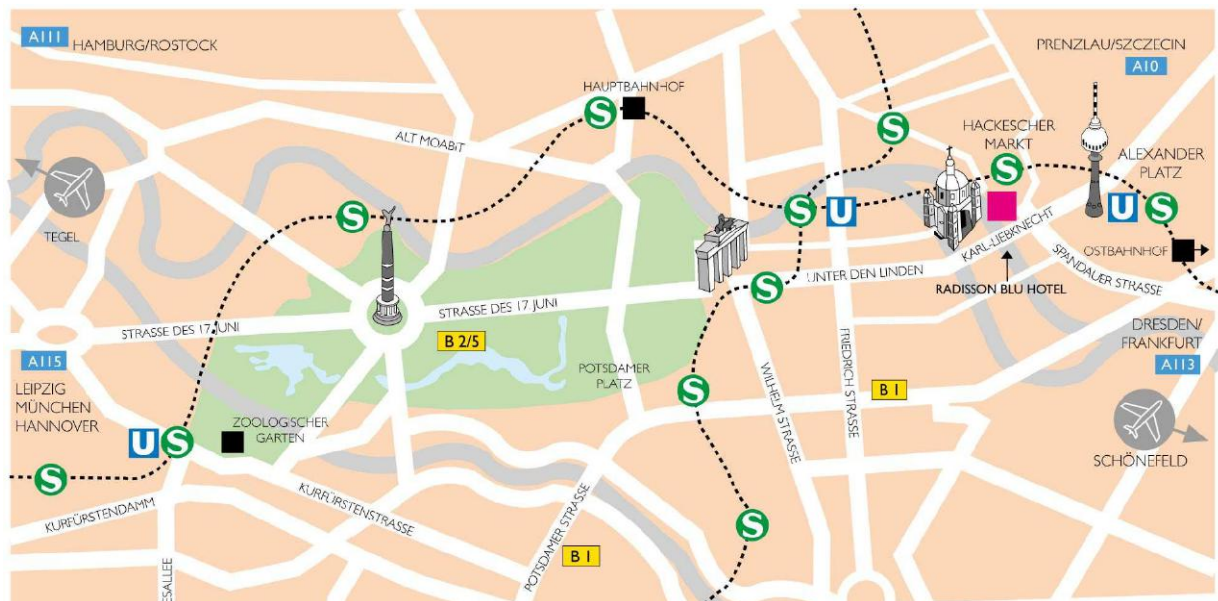 A111 HAMBURG/ROSTOCK
PRENZLAU/SZCZECIN
A10
HAUPTBAHNHOF
S
S
ALT MOABIT
HACKESCHER
MARKT
S
ALEXANDER
PLATZ
TEGEL
S
S
U
U
S
KARL-LIEBKNECHT
OSTBAHNHOF
UNTER DEN LINDEN
SPANDAUER STRASSE
RADISSON BLU HOTEL
S
STRASSE DES 17. JUNI
STRASSE DES 17. JUNI
B 2/5
DRESDEN/
FRANKFURT
A113
A115
LEIPZIG
MÜNCHEN
HANNOVER
POTSDAMER
PLATZ
S
WILHELM STRASSE
FRIEDRICH STRASSE
B 1
U
S
ZOOLOGISCHER
GARTEN
SCHÖNEFELD
S
KURFÜRSTENDAMM
KURFÜRSTENSTRASSE
POTSDAMER STRASSE
S
B 1
ESALLEE